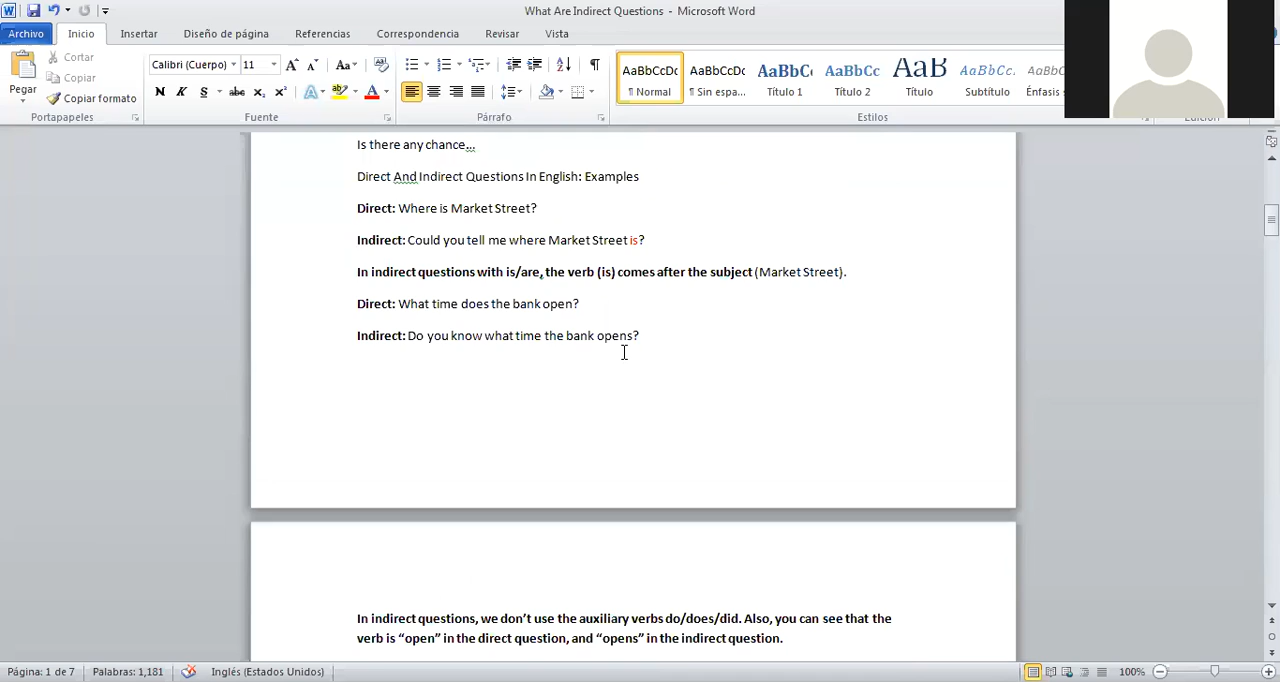 What Are Indirect Questions - Microsoft Word
Archivo Inicio Insertar Diseño de página Referencias Correspondencia Revisar Vista
Cortar
Copiar
Copiar formato
Pegar
Portapapeles
Calibri (Cuerpo) 11
Fuente
Párrafo
AaBbCcDc AaBbCcDc AaBbC AaBbCc AaB AaBbCc. AaBbCc
¶ Normal ¶ Sin espa... Título 1 Título 2 Título Subtítulo Énfasis
Estilos
Is there any chance…
Direct And Indirect Questions In English: Examples
Direct: Where is Market Street?
Indirect: Could you tell me where Market Street is?
In indirect questions with is/are, the verb (is) comes after the subject (Market Street).
Direct: What time does the bank open?
Indirect: Do you know what time the bank opens?
In indirect questions, we don’t use the auxiliary verbs do/does/did. Also, you can see that the
verb is “open” in the direct question, and “opens” in the indirect question.
Página: 1 de 7 Palabras: 1,181 Inglés (Estados Unidos) 100%